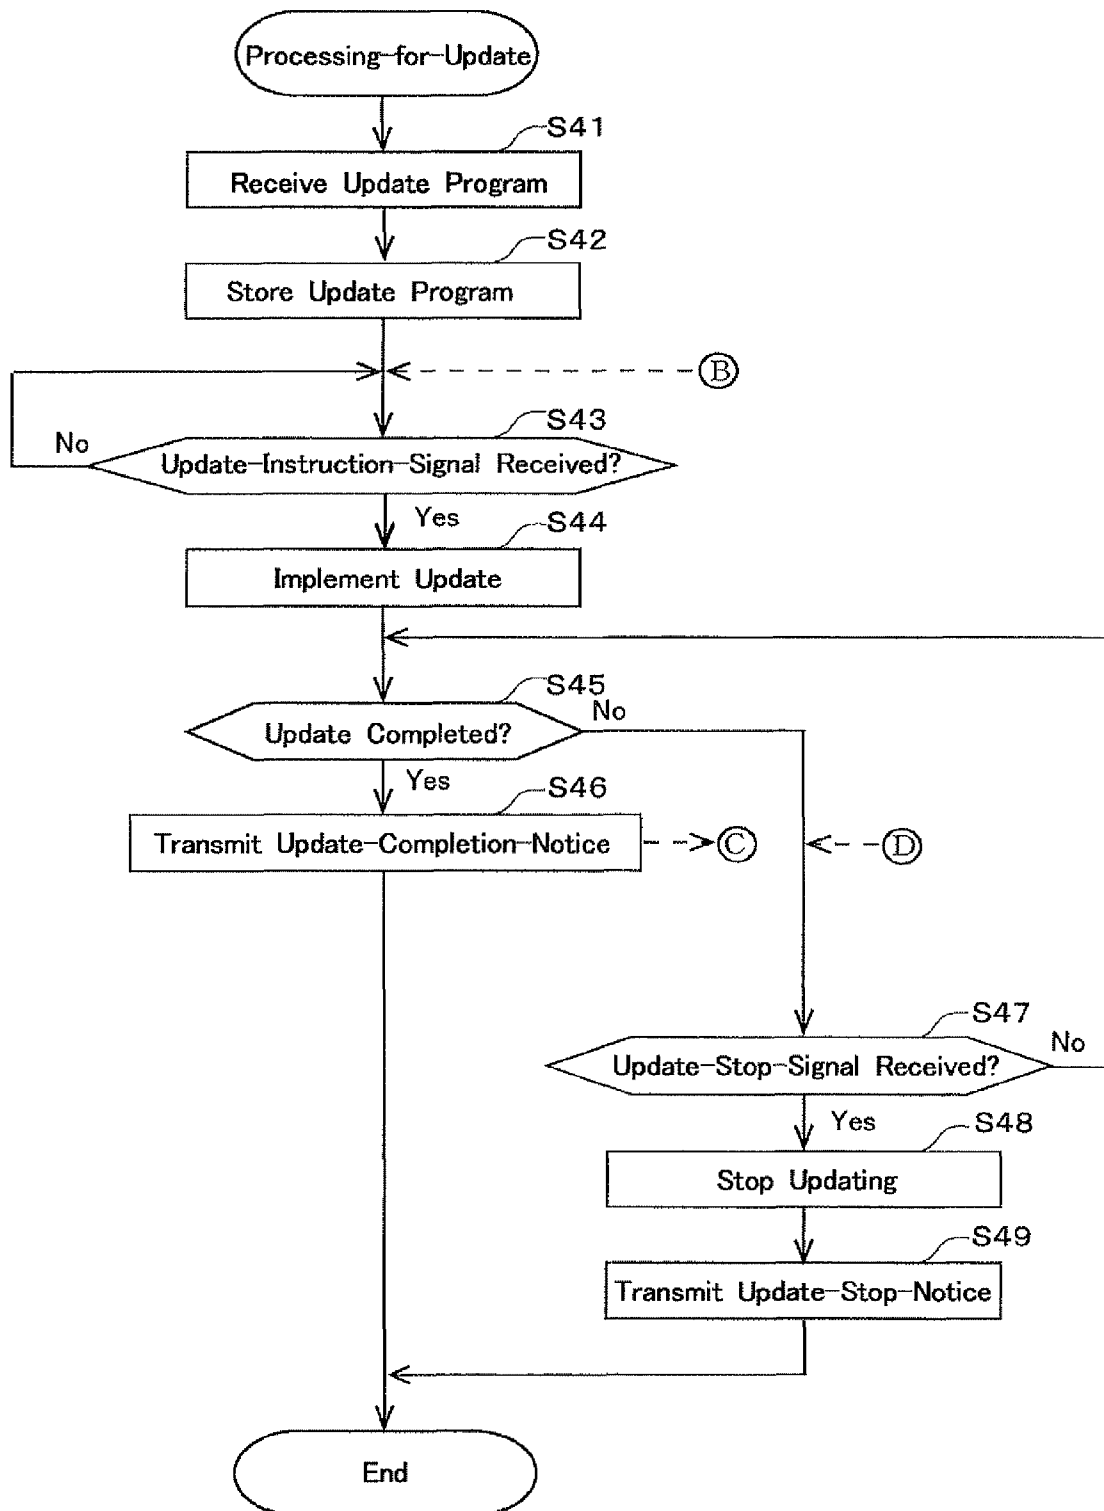 Processing-for-Update
S41
Receive Update Program
S42
Store Update Program
B
S43
No
Update-Instruction-Signal Received?
Yes
S44
Implement Update
S45
No
Update Completed?
Yes
S46
Transmit Update-Completion-Notice
C
D
S47
No
Update-Stop-Signal Received?
Yes
S48
Stop Updating
S49
Transmit Update-Stop-Notice
End